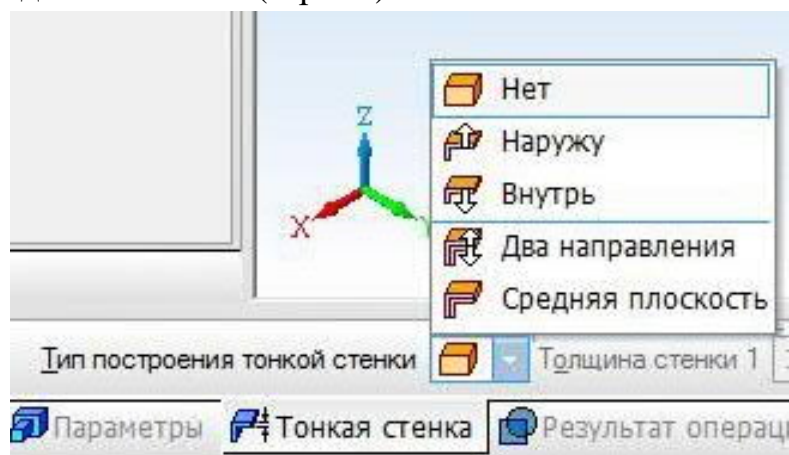 Нет
Z
Наружу
Внутрь
X
Два направления
Средняя плоскость
Тип построения тонкой стенки
Толщина стенки 1
Параметры
Тонкая стенка
Результат операц